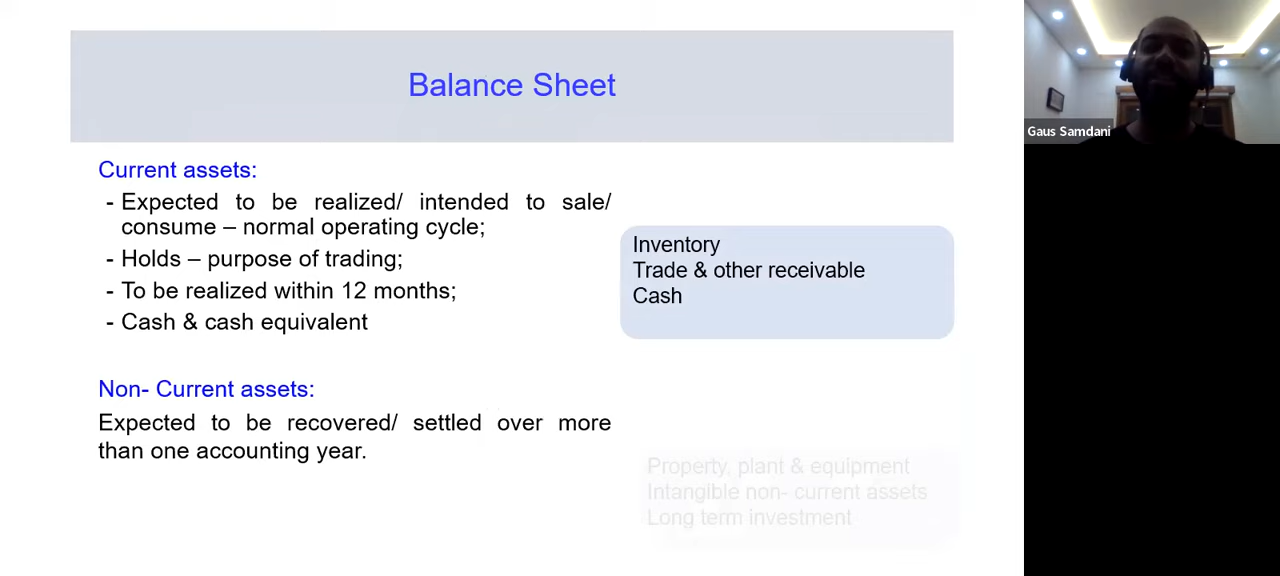 Balance Sheet
Current assets:
- Expected to be realized/ intended to sale/
consume – normal operating cycle;
- Holds – purpose of trading;
- To be realized within 12 months;
- Cash & cash equivalent
Inventory
Trade & other receivable
Cash
Non- Current assets:
Expected to be recovered/ settled over more
than one accounting year.
Property, plant & equipment
Intangible non- current assets
Long term investment
Gaus Samdani